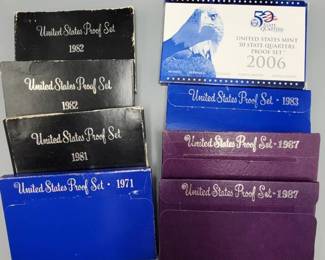 United States Proof Set
1982
United States Proof Set
1982
United States Proof Set
1981
United States Proof Set · 1971
50
STATE
QUARTERS
UNITED STATES MINT
50 STATE QUARTERS
PROOF SET
2006
United States Proof Set · 1983
United States Proof Set · 1987
United States Proof Set · 1987